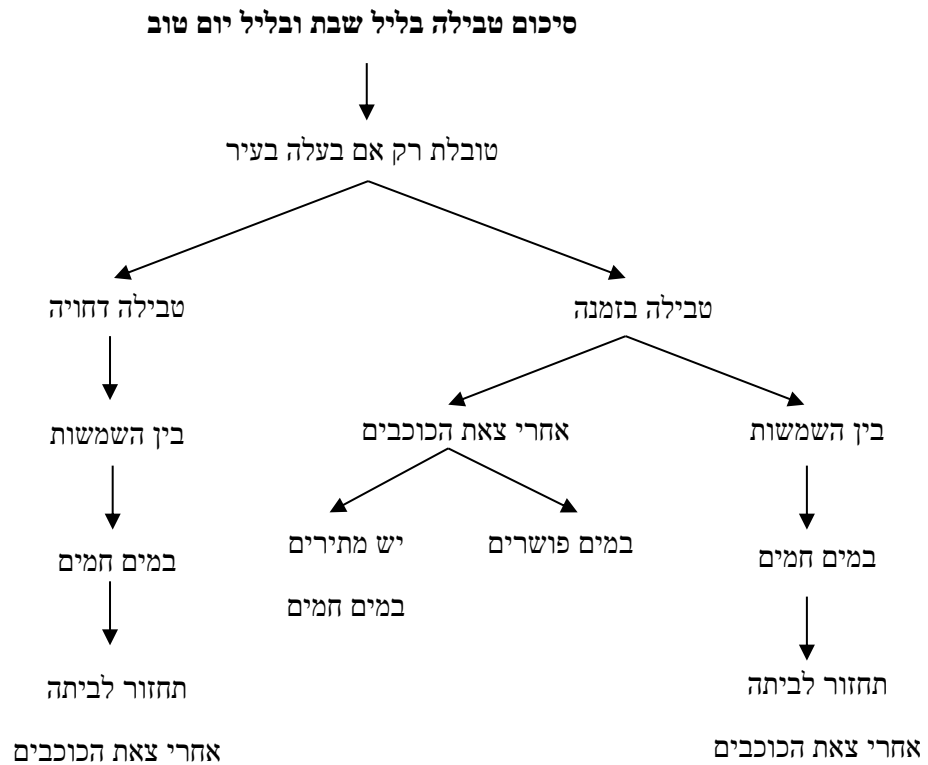 סיכום טבילה בליל שבת ובליל יום טוב
טובלת רק אם בעלה בעיר
טבילה בזמנה
טבילה דחויה
בין השמשות
אחרי צאת הכוכבים
בין השמשות
במים חמים
במים פושרים
יש מתירים
במים חמים
במים חמים
תחזור לביתה
אחרי צאת הכוכבים
תחזור לביתה
אחרי צאת הכוכבים